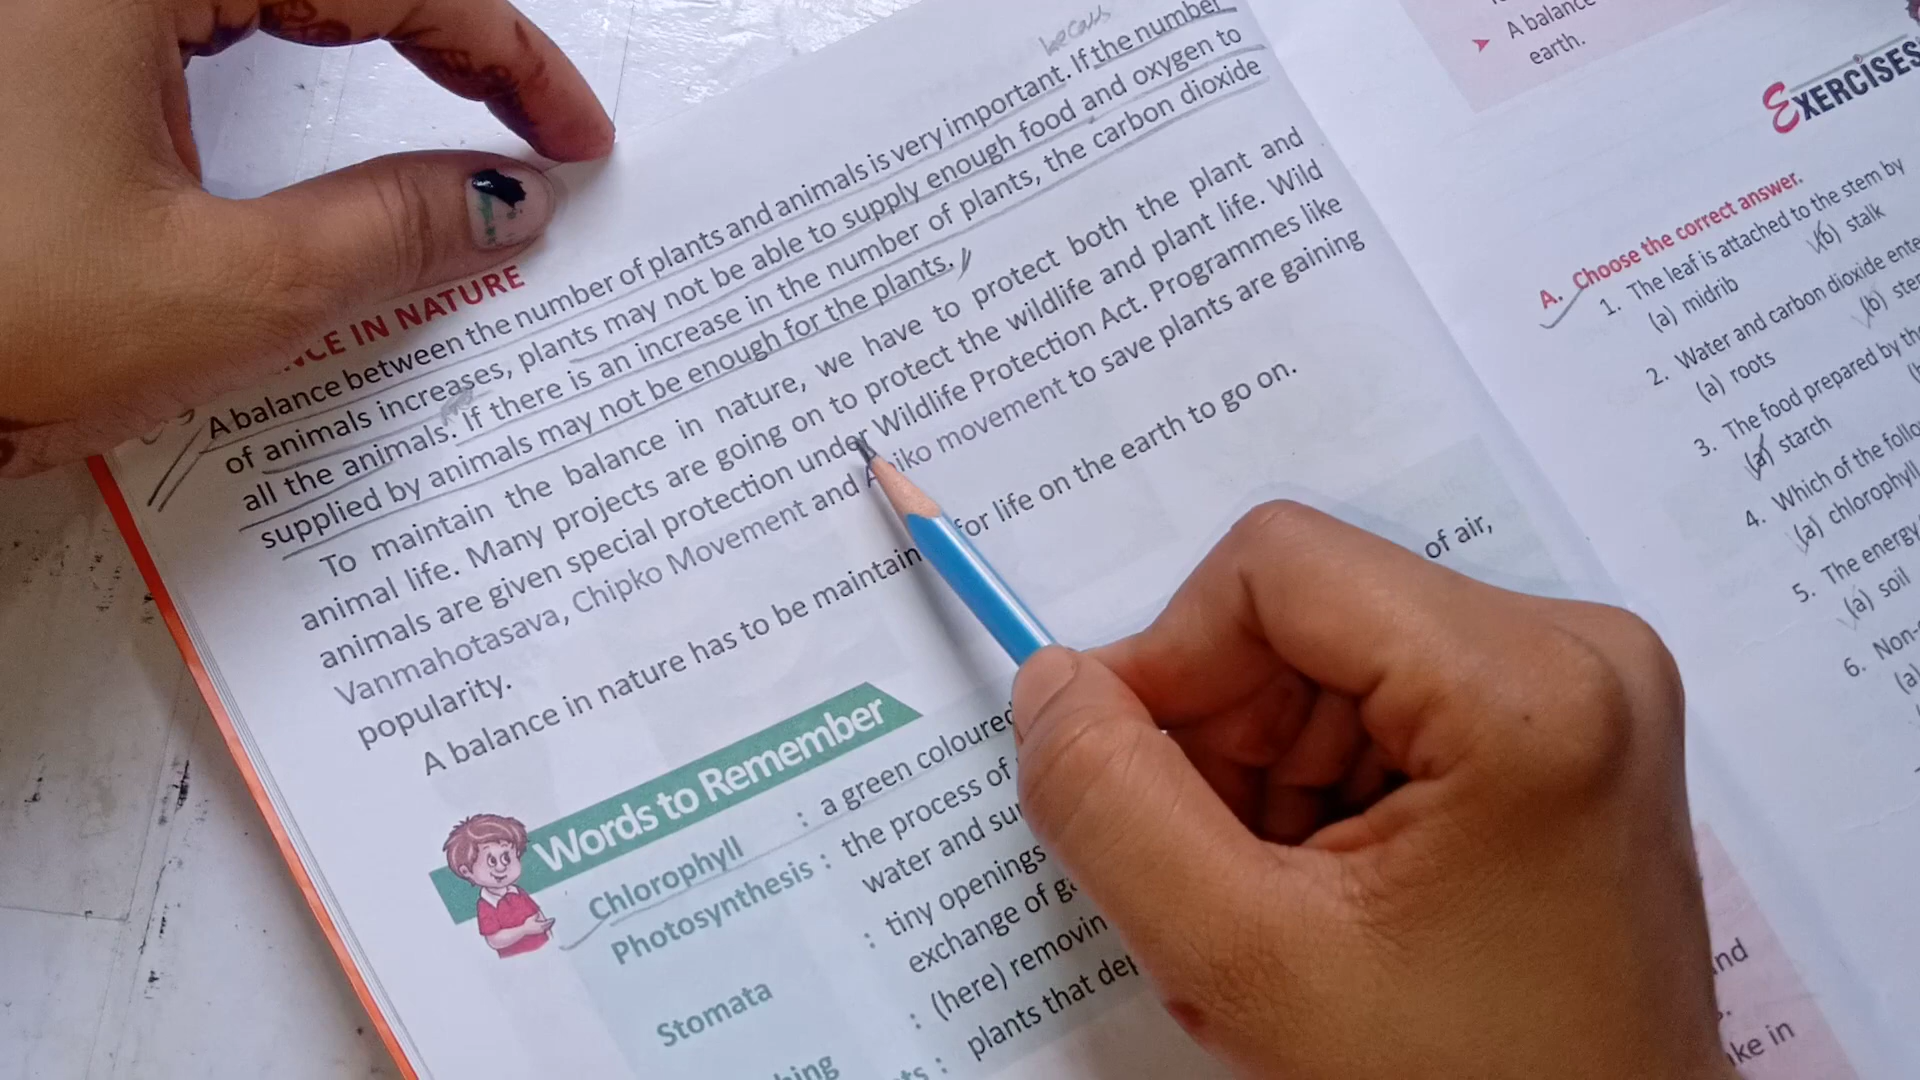 becaus
NCE IN NATURE
A balance between the number of plants and animals is very important. If the number
of animals increases, plants may not be able to supply enough food and oxygen to
all the animals. If there is an increase in the number of plants, the carbon dioxide
supplied by animals may not be enough for the plants.
To maintain the balance in nature, we have to protect both the plant and
animal life. Many projects are going on to protect the wildlife and plant life. Wild
animals are given special protection under Wildlife Protection Act. Programmes like
Vanmahotasava, Chipko Movement and iko movement to save plants are gaining
popularity.
A balance in nature has to be maintain for life on the earth to go on.
Words to Remember
Chlorophyll : a green coloured
of air,
Photosynthesis : the process of
water and su
Stomata : tiny openings
exchange of g
hing : (here) removin
ts : plants that dep
A balance
earth.
EXERCISES
A. Choose the correct answer.
1. The leaf is attached to the stem by
(a) midrib (b) stalk
2. Water and carbon dioxide ente
(a) roots (b) ste
3. The food prepared by th
(a) starch (b
4. Which of the follo
(a) chlorophyll
5. The energy
(a) soil
6. Non-
(a)
nd
ke in